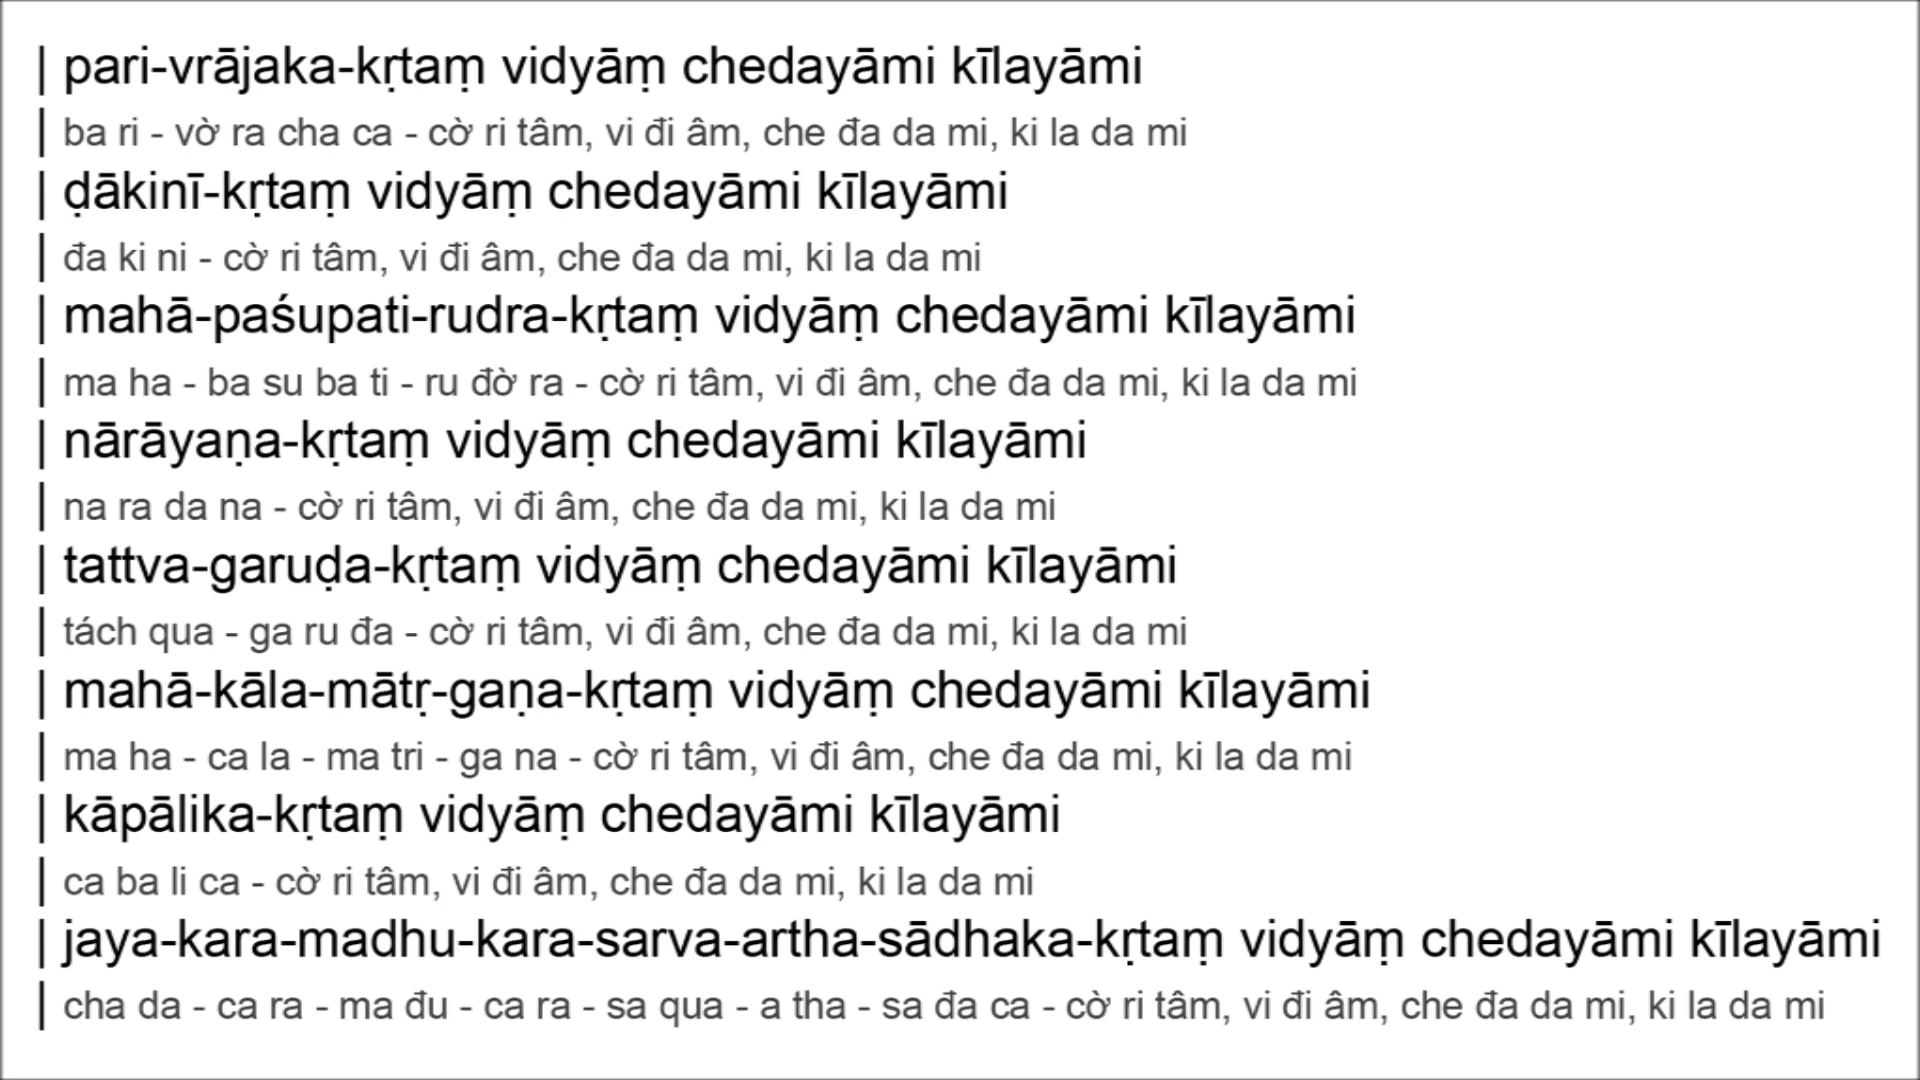 | pari-vrājaka-kṛtaṃ vidyāṃ chedayāmi kīlayāmi
| ba ri - vờ ra cha ca - cờ ri tâm, vi đi âm, che đa da mi, ki la da mi
| ḍākinī-kṛtaṃ vidyāṃ chedayāmi kīlayāmi
| đa ki ni - cờ ri tâm, vi đi âm, che đa da mi, ki la da mi
| mahā-paśupati-rudra-kṛtaṃ vidyāṃ chedayāmi kīlayāmi
| ma ha - ba su ba ti - ru đờ ra - cờ ri tâm, vi đi âm, che đa da mi, ki la da mi
| nārāyaṇa-kṛtaṃ vidyāṃ chedayāmi kīlayāmi
| na ra da na - cờ ri tâm, vi đi âm, che đa da mi, ki la da mi
| tattva-garuḍa-kṛtaṃ vidyāṃ chedayāmi kīlayāmi
| tách qua - ga ru đa - cờ ri tâm, vi đi âm, che đa da mi, ki la da mi
| mahā-kāla-mātṛ-gaṇa-kṛtaṃ vidyāṃ chedayāmi kīlayāmi
| ma ha - ca la - ma tri - ga na - cờ ri tâm, vi đi âm, che đa da mi, ki la da mi
| kāpālika-kṛtaṃ vidyāṃ chedayāmi kīlayāmi
| ca ba li ca - cờ ri tâm, vi đi âm, che đa da mi, ki la da mi
| jaya-kara-madhu-kara-sarva-artha-sādhaka-kṛtaṃ vidyāṃ chedayāmi kīlayāmi
| cha da - ca ra - ma đu - ca ra - sa qua - a tha - sa đa ca - cờ ri tâm, vi đi âm, che đa da mi, ki la da mi